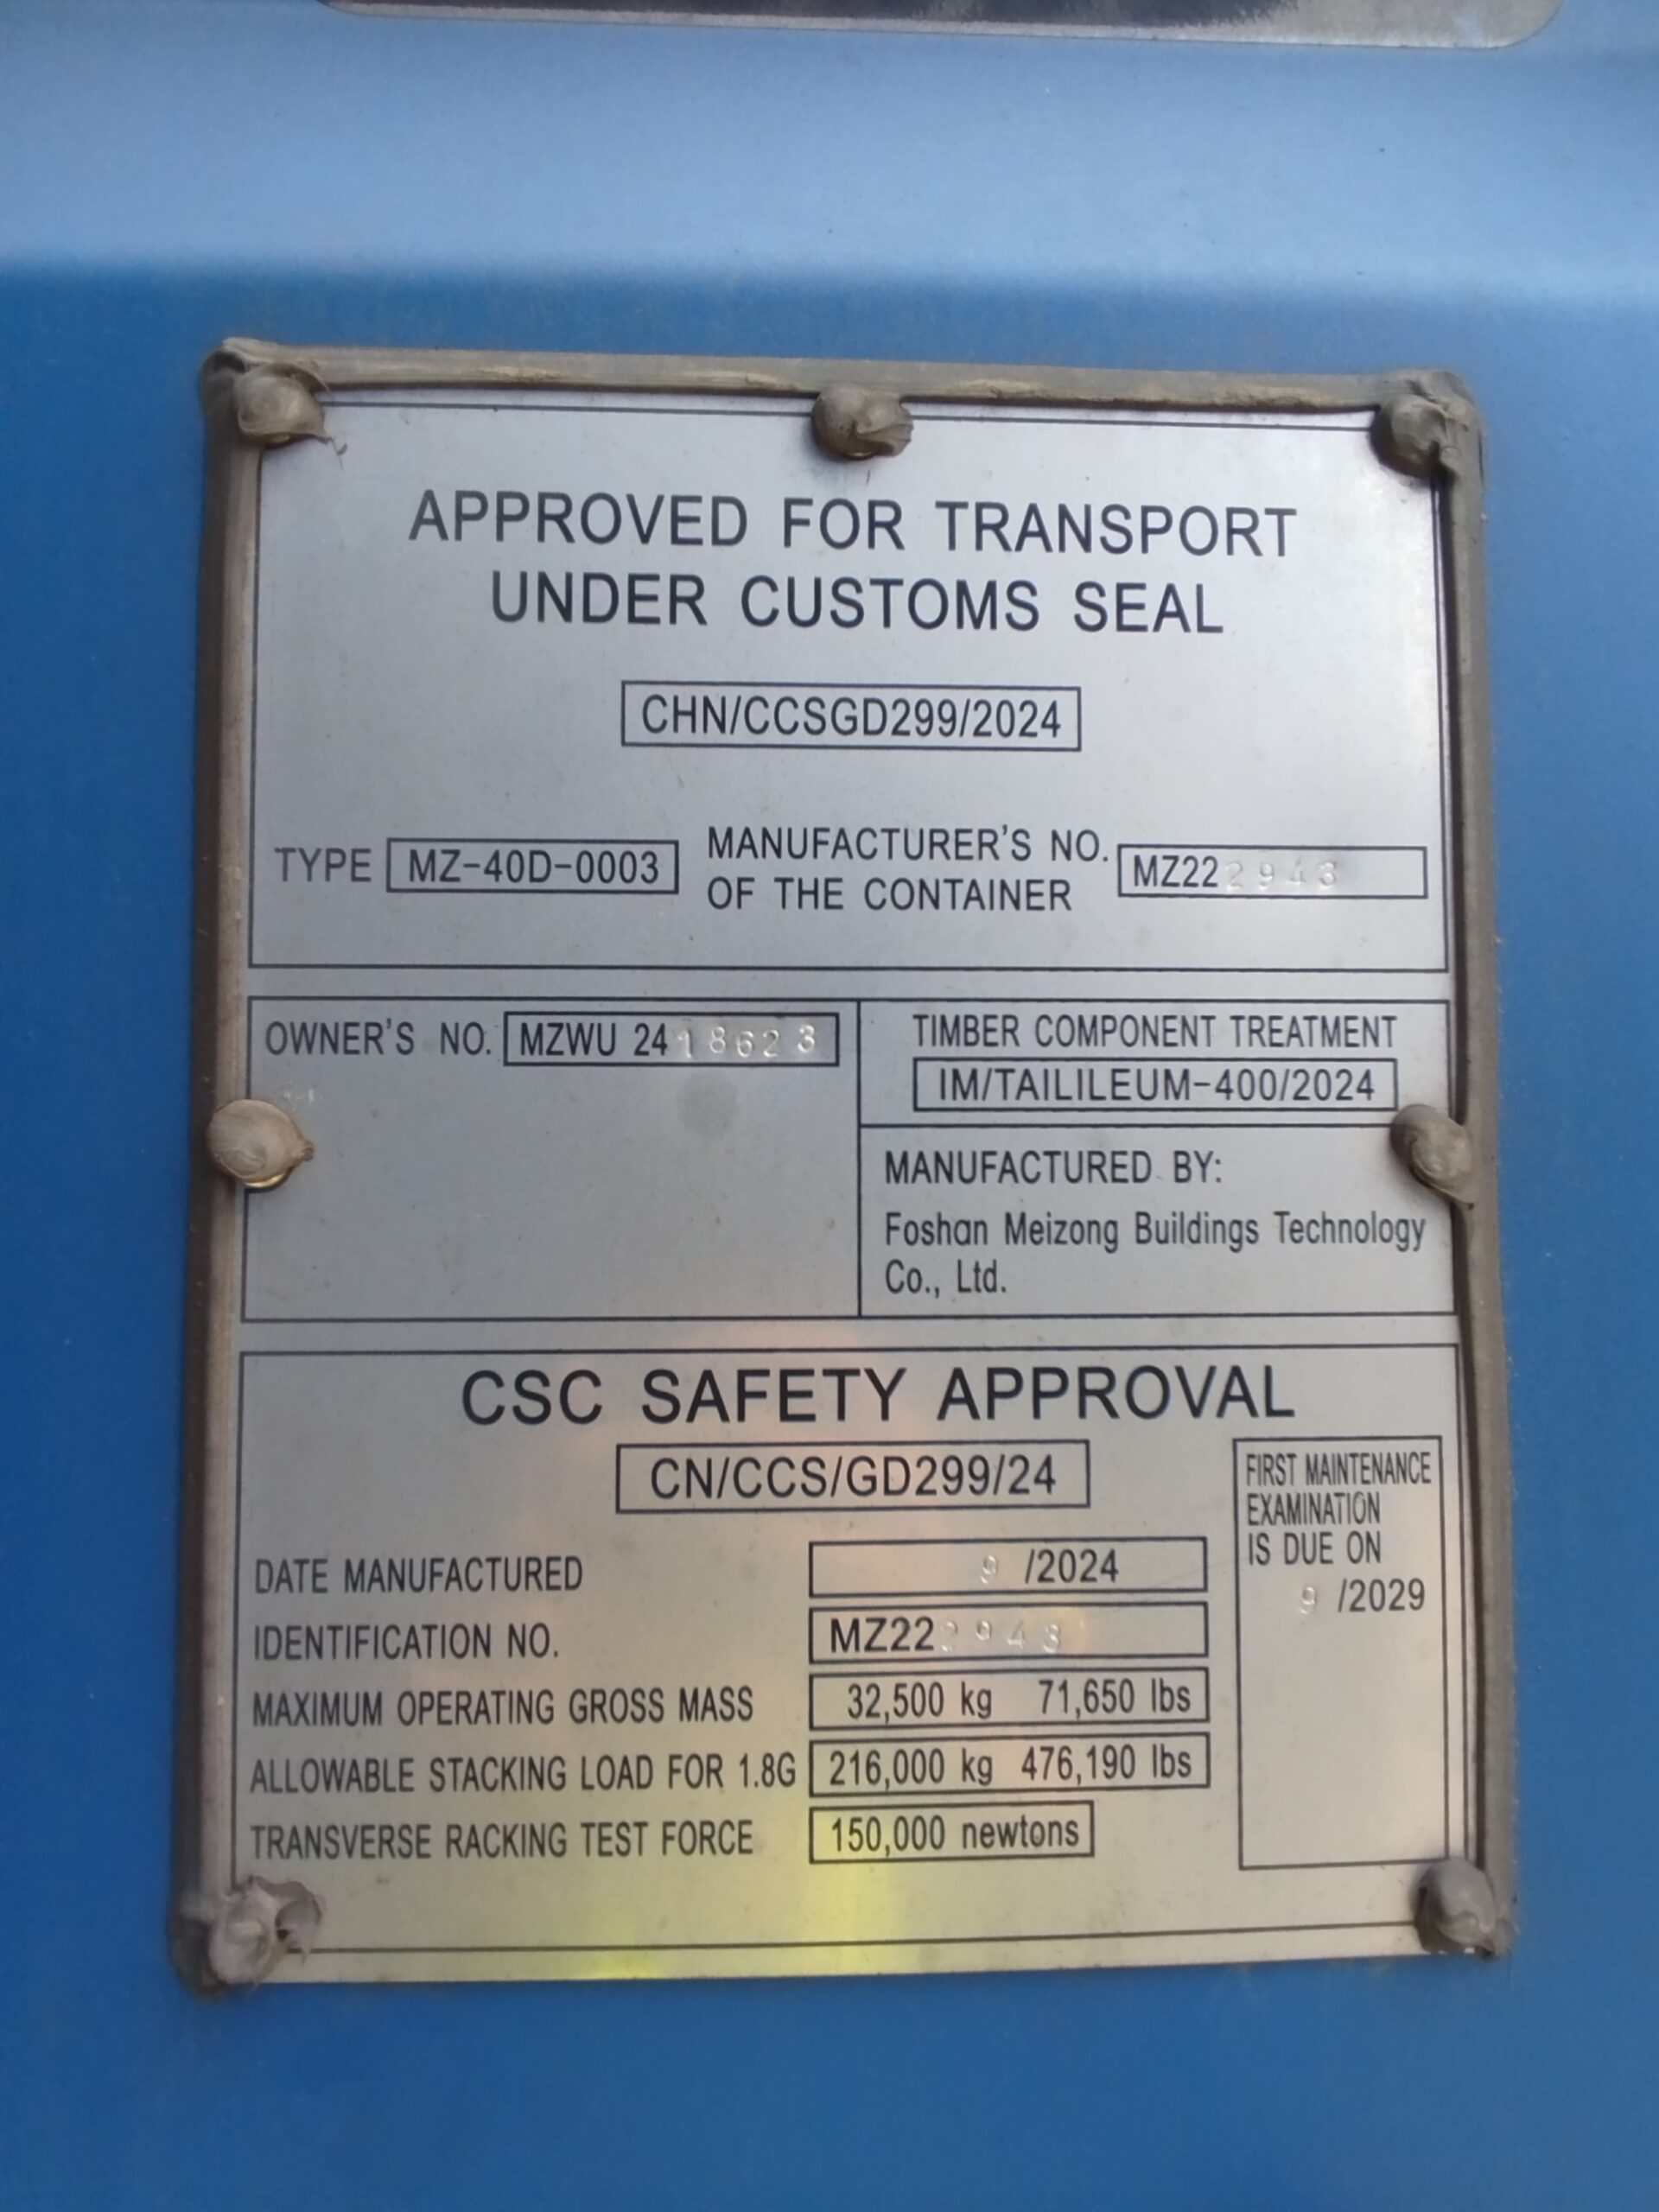 APPROVED FOR TRANSPORT
UNDER CUSTOMS SEAL
CHN/CCSGD299/2024
TYPE MZ-40D-0003 MANUFACTURER'S NO. OF THE CONTAINER MZ222943
OWNER'S NO. MZWU 2418623
TIMBER COMPONENT TREATMENT
IM/TAILILEUM-400/2024
MANUFACTURED BY:
Foshan Meizong Buildings Technology
Co., Ltd.
CSC SAFETY APPROVAL
CN/CCS/GD299/24
DATE MANUFACTURED 9 /2024
IDENTIFICATION NO. MZ222943
MAXIMUM OPERATING GROSS MASS 32,500 kg 71,650 lbs
ALLOWABLE STACKING LOAD FOR 1.8G 216,000 kg 476,190 lbs
TRANSVERSE RACKING TEST FORCE 150,000 newtons
FIRST MAINTENANCE
EXAMINATION
IS DUE ON
9 /2029